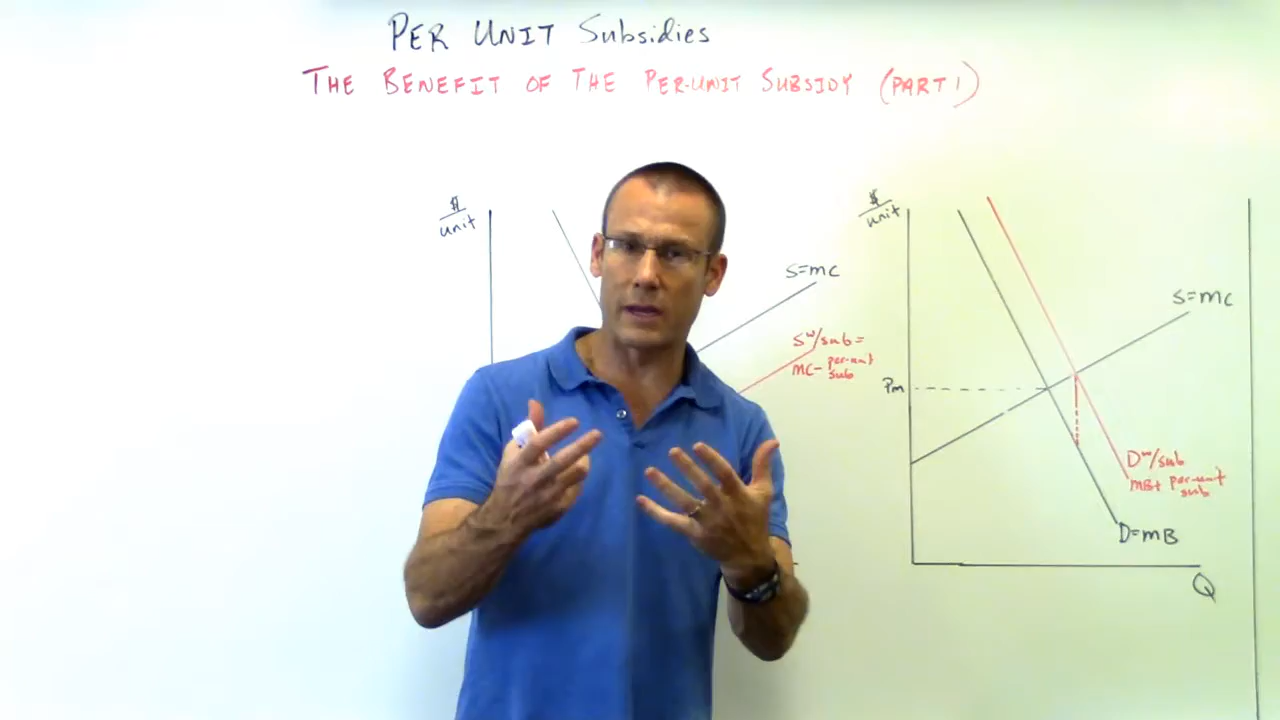 PER UNIT Subsidies
THE BENEFIT OF THE PER-UNIT SUBSIDY (PART 1)
$/unit
S=MC
S w/sub =
MC - per-unit
sub
$/unit
S=MC
Pm
D w/sub
MB + per-unit
sub
D=MB
Q